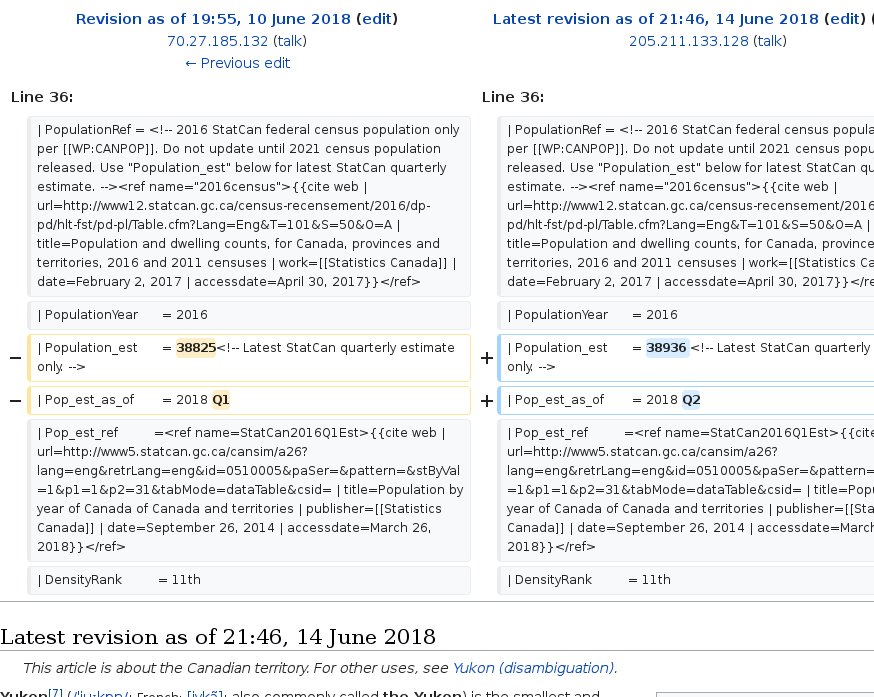 Revision as of 19:55, 10 June 2018 (edit)
70.27.185.132 (talk)
← Previous edit
Line 36:
| PopulationRef = <!-- 2016 StatCan federal census population only
per [[WP:CANPOP]]. Do not update until 2021 census population
released. Use "Population_est" below for latest StatCan quarterly
estimate. --><ref name="2016census">{{cite web |
url=http://www12.statcan.gc.ca/census-recensement/2016/dp-
pd/hlt-fst/pd-pl/Table.cfm?Lang=Eng&T=101&S=50&O=A |
title=Population and dwelling counts, for Canada, provinces and
territories, 2016 and 2011 censuses | work=[[Statistics Canada]] |
date=February 2, 2017 | accessdate=April 30, 2017}}</ref>
| PopulationYear = 2016
− | Population_est = 38825<!-- Latest StatCan quarterly estimate
only. -->
− | Pop_est_as_of = 2018 Q1
| Pop_est_ref =<ref name=StatCan2016Q1Est>{{cite web |
url=http://www5.statcan.gc.ca/cansim/a26?
lang=eng&retrLang=eng&id=0510005&paSer=&pattern=&stByVal
=1&p1=1&p2=31&tabMode=dataTable&csid= | title=Population by
year of Canada of Canada and territories | publisher=[[Statistics
Canada]] | date=September 26, 2014 | accessdate=March 26,
2018}}</ref>
| DensityRank = 11th
Latest revision as of 21:46, 14 June 2018 (edit) (
205.211.133.128 (talk)
Line 36:
| PopulationRef = <!-- 2016 StatCan federal census popula
per [[WP:CANPOP]]. Do not update until 2021 census popu
released. Use "Population_est" below for latest StatCan qu
estimate. --><ref name="2016census">{{cite web |
url=http://www12.statcan.gc.ca/census-recensement/2016
pd/hlt-fst/pd-pl/Table.cfm?Lang=Eng&T=101&S=50&O=A |
title=Population and dwelling counts, for Canada, province
territories, 2016 and 2011 censuses | work=[[Statistics Ca
date=February 2, 2017 | accessdate=April 30, 2017}}</re
| PopulationYear = 2016
+ | Population_est = 38936 <!-- Latest StatCan quarterly
only. -->
+ | Pop_est_as_of = 2018 Q2
| Pop_est_ref =<ref name=StatCan2016Q1Est>{{cite
url=http://www5.statcan.gc.ca/cansim/a26?
lang=eng&retrLang=eng&id=0510005&paSer=&pattern=
=1&p1=1&p2=31&tabMode=dataTable&csid= | title=Pop
year of Canada of Canada and territories | publisher=[[Sta
Canada]] | date=September 26, 2014 | accessdate=March
2018}}</ref>
| DensityRank = 11th
Latest revision as of 21:46, 14 June 2018
This article is about the Canadian territory. For other uses, see Yukon (disambiguation).
Yukon[7] (/ˈjuːkɒn/; French: [jykɔ̃]; also commonly called the Yukon) is the smallest and